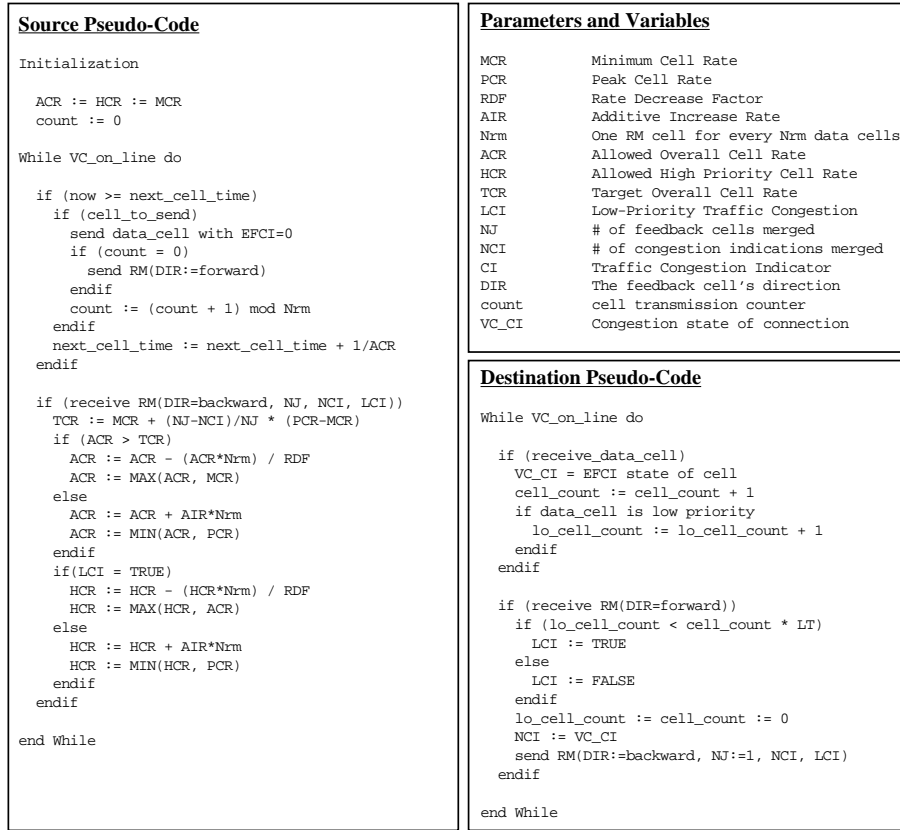 Source Pseudo-Code
Initialization
ACR := HCR := MCR
count := 0
While VC_on_line do
if (now >= next_cell_time)
if (cell_to_send)
send data_cell with EFCI=0
if (count = 0)
send RM(DIR:=forward)
endif
count := (count + 1) mod Nrm
endif
next_cell_time := next_cell_time + 1/ACR
endif
if (receive RM(DIR=backward, NJ, NCI, LCI))
TCR := MCR + (NJ-NCI)/NJ * (PCR-MCR)
if (ACR > TCR)
ACR := ACR - (ACR*Nrm) / RDF
ACR := MAX(ACR, MCR)
else
ACR := ACR + AIR*Nrm
ACR := MIN(ACR, PCR)
endif
if(LCI = TRUE)
HCR := HCR - (HCR*Nrm) / RDF
HCR := MAX(HCR, ACR)
else
HCR := HCR + AIR*Nrm
HCR := MIN(HCR, PCR)
endif
endif
end While
Parameters and Variables
MCR Minimum Cell Rate
PCR Peak Cell Rate
RDF Rate Decrease Factor
AIR Additive Increase Rate
Nrm One RM cell for every Nrm data cells
ACR Allowed Overall Cell Rate
HCR Allowed High Priority Cell Rate
TCR Target Overall Cell Rate
LCI Low-Priority Traffic Congestion
NJ # of feedback cells merged
NCI # of congestion indications merged
CI Traffic Congestion Indicator
DIR The feedback cell's direction
count cell transmission counter
VC_CI Congestion state of connection
Destination Pseudo-Code
While VC_on_line do
if (receive_data_cell)
VC_CI = EFCI state of cell
cell_count := cell_count + 1
if data_cell is low priority
lo_cell_count := lo_cell_count + 1
endif
endif
if (receive RM(DIR=forward))
if (lo_cell_count < cell_count * LT)
LCI := TRUE
else
LCI := FALSE
endif
lo_cell_count := cell_count := 0
NCI := VC_CI
send RM(DIR:=backward, NJ:=1, NCI, LCI)
endif
end While